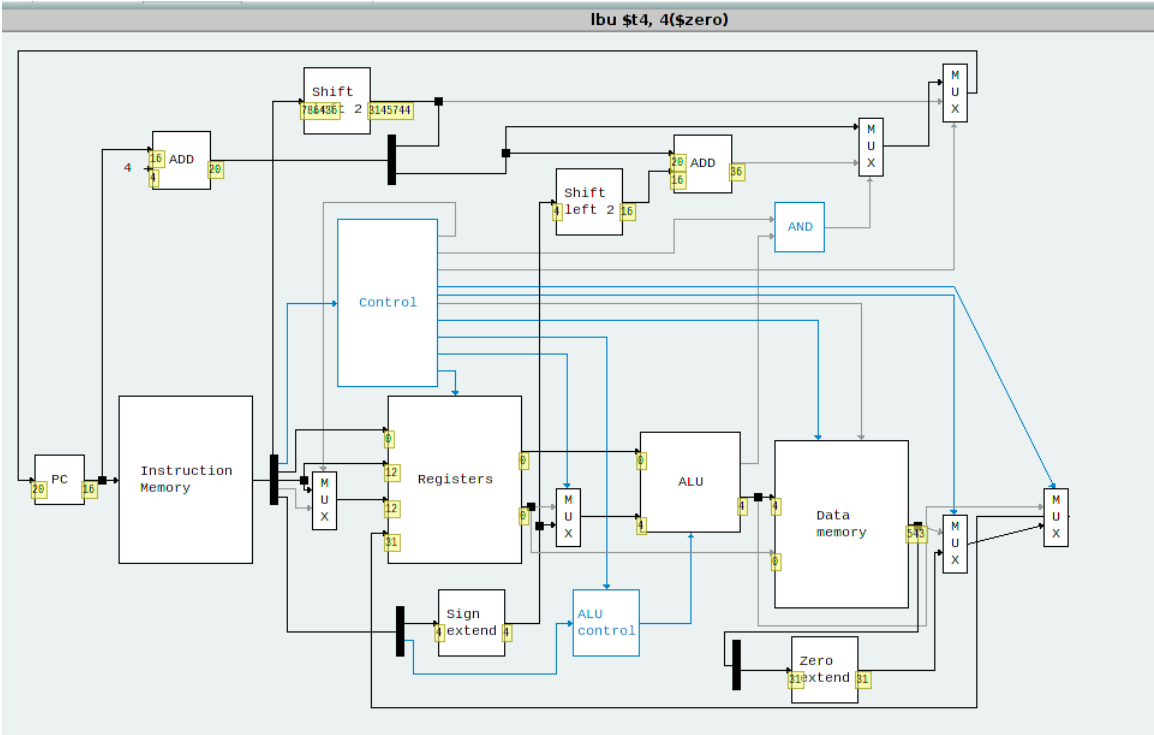 lbu $t4, 4($zero)
M
U
X
Shift
left 2
3145744
M
U
X
4
16
4
ADD
20
20
16
ADD
36
Shift
left 2
4
16
AND
Control
PC
20
16
Instruction
Memory
M
U
X
0
12
12
31
Registers
0
0
M
U
X
0
4
ALU
4
4
0
Data
memory
543
M
U
X
M
U
X
Sign
extend
4
4
ALU
control
Zero
extend
31
31